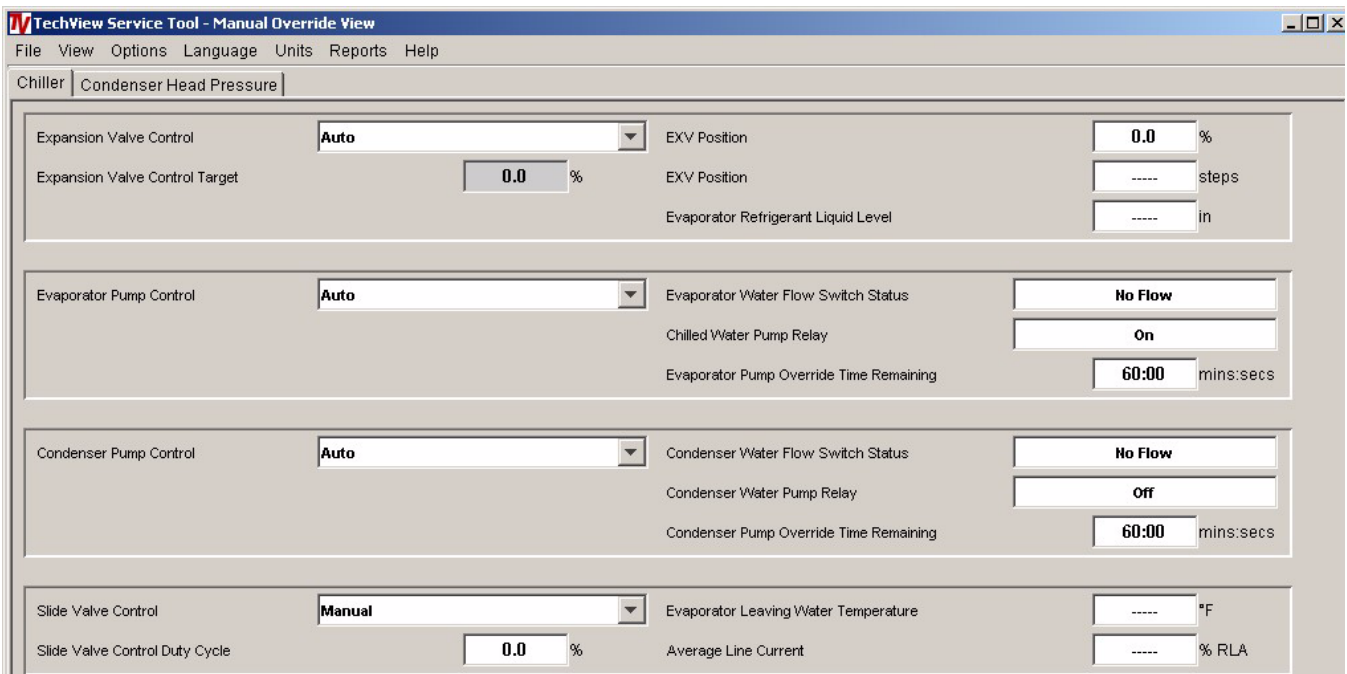 TV TechView Service Tool - Manual Override View
File View Options Language Units Reports Help
Chiller Condenser Head Pressure
Expansion Valve Control Auto EXV Position 0.0 %
Expansion Valve Control Target 0.0 % EXV Position ----- steps
Evaporator Refrigerant Liquid Level ----- in
Evaporator Pump Control Auto Evaporator Water Flow Switch Status No Flow
Chilled Water Pump Relay On
Evaporator Pump Override Time Remaining 60:00 mins:secs
Condenser Pump Control Auto Condenser Water Flow Switch Status No Flow
Condenser Water Pump Relay Off
Condenser Pump Override Time Remaining 60:00 mins:secs
Slide Valve Control Manual Evaporator Leaving Water Temperature ----- °F
Slide Valve Control Duty Cycle 0.0 % Average Line Current ----- % RLA